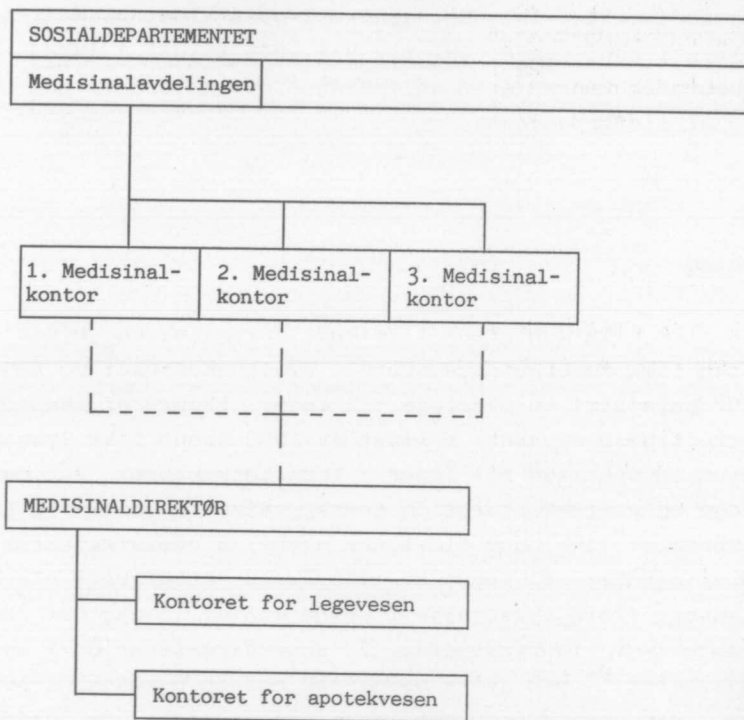 SOSIALDEPARTEMENTET
Medisinalavdelingen
1. Medisinal-
kontor
2. Medisinal-
kontor
3. Medisinal-
kontor
MEDISINALDIREKTØR
Kontoret for legevesen
Kontoret for apotekvesen